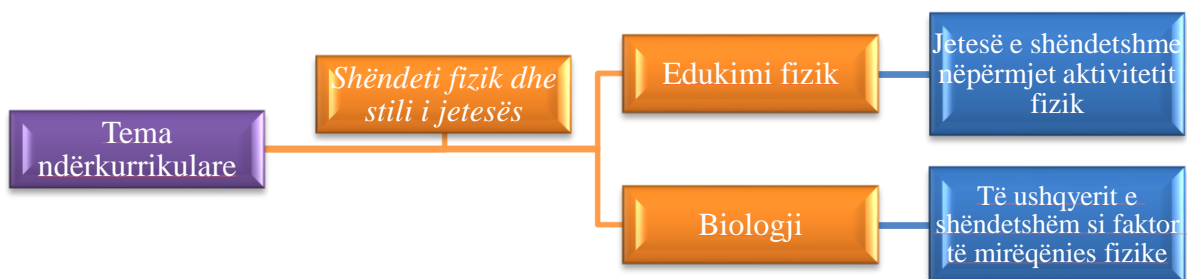 Tema
ndërkurrikulare
Shëndeti fizik dhe
stili i jetesës
Edukimi fizik
Jetesë e shëndetshme
nëpërmjet aktivitetit
fizik
Biologji
Të ushqyerit e
shëndetshëm si faktor
të mirëqënies fizike